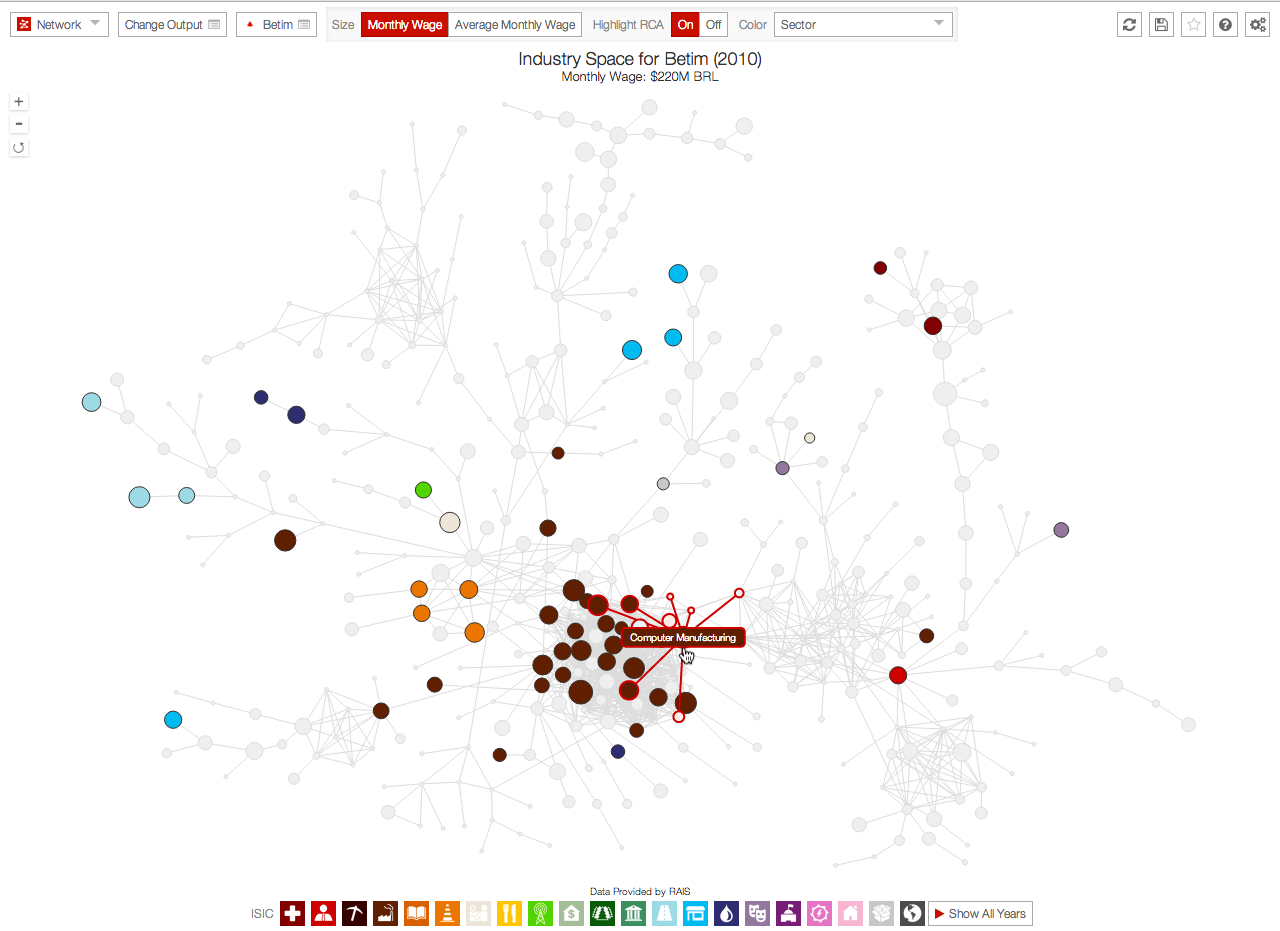 Network Change Output Betim Size Monthly Wage Average Monthly Wage Highlight RCA On Off Color Sector
Industry Space for Betim (2010)
Monthly Wage: $220M BRL
+
-
Computer Manufacturing
Data Provided by RAIS
ISIC Show All Years